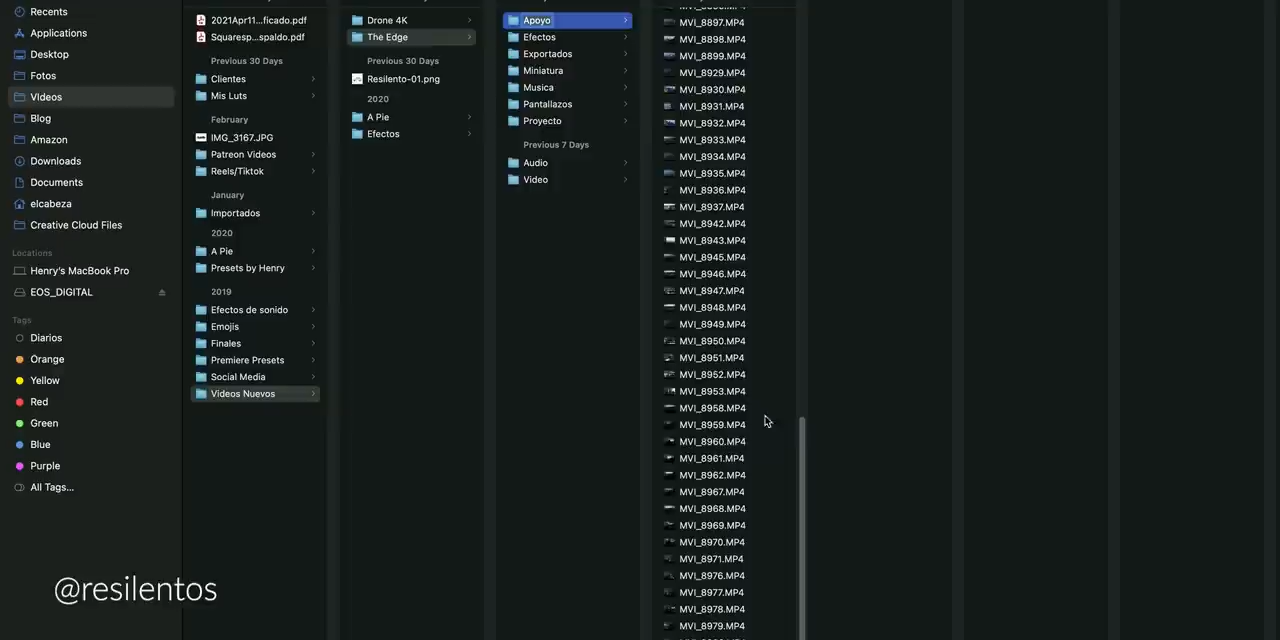 Recents
Applications
Desktop
Fotos
VIdeos
Blog
Amazon
Downloads
Documents
elcabeza
Creative Cloud Files
Locations
Henry's MacBook Pro
EOS_DIGITAL
Tags
Diarios
Orange
Yellow
Red
Green
Blue
Purple
All Tags...
@resilentos
2021Apr11...ficado.pdf
Squaresp...spaldo.pdf
Previous 30 Days
Clientes
Mis Luts
February
IMG_3167.JPG
Patreon Videos
Reels/Tiktok
January
Importados
2020
A Pie
Presets by Henry
2019
Efectos de sonido
Emojis
Finales
Premiere Presets
Social Media
Videos Nuevos
Drone 4K
The Edge
Previous 30 Days
Resilento-01.png
2020
A Pie
Efectos
Apoyo
Efectos
Exportados
Miniatura
Musica
Pantallazos
Proyecto
Previous 7 Days
Audio
Video
MVI_8897.MP4
MVI_8898.MP4
MVI_8899.MP4
MVI_8929.MP4
MVI_8930.MP4
MVI_8931.MP4
MVI_8932.MP4
MVI_8933.MP4
MVI_8934.MP4
MVI_8935.MP4
MVI_8936.MP4
MVI_8937.MP4
MVI_8942.MP4
MVI_8943.MP4
MVI_8945.MP4
MVI_8946.MP4
MVI_8947.MP4
MVI_8948.MP4
MVI_8949.MP4
MVI_8950.MP4
MVI_8951.MP4
MVI_8952.MP4
MVI_8953.MP4
MVI_8958.MP4
MVI_8959.MP4
MVI_8960.MP4
MVI_8961.MP4
MVI_8962.MP4
MVI_8967.MP4
MVI_8968.MP4
MVI_8969.MP4
MVI_8970.MP4
MVI_8971.MP4
MVI_8976.MP4
MVI_8977.MP4
MVI_8978.MP4
MVI_8979.MP4